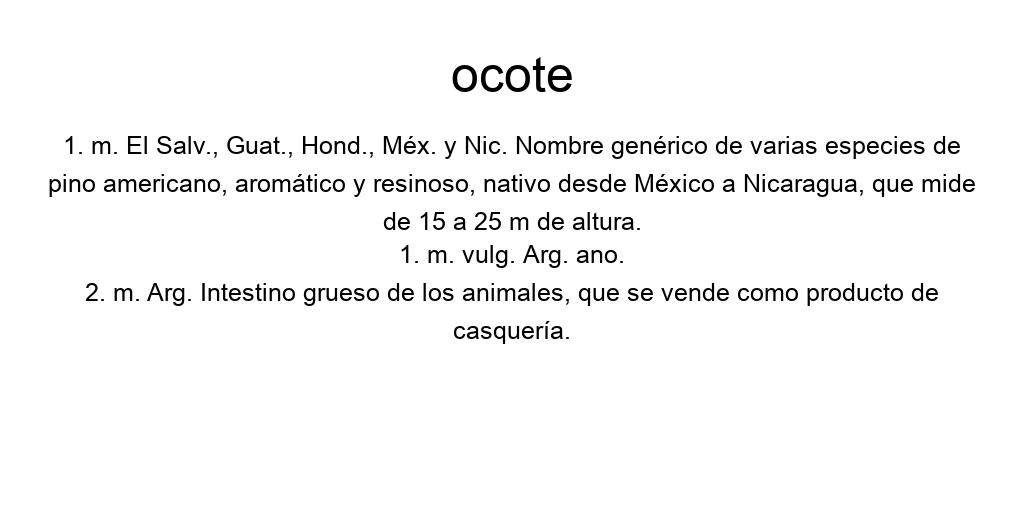 ocote
1. m. El Salv., Guat., Hond., Méx. y Nic. Nombre genérico de varias especies de
pino americano, aromático y resinoso, nativo desde México a Nicaragua, que mide
de 15 a 25 m de altura.
1. m. vulg. Arg. ano.
2. m. Arg. Intestino grueso de los animales, que se vende como producto de
casquería.